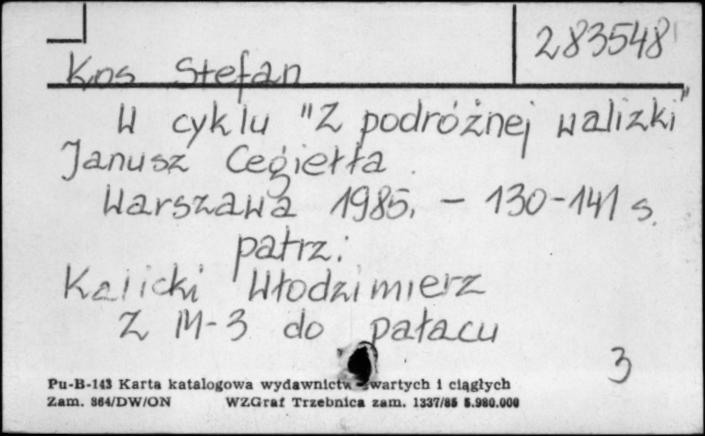 283548
Kos Stefan
W cyklu "Z podróżnej walizki"
Janusz Cegiełła.
Warszawa 1985. - 130-141 s.
patrz:
Kalicki Włodzimierz
Z M-3 do pałacu
3
Pu-B-143 Karta katalogowa wydawnictw zwartych i ciągłych
Zam. 864/DW/ON WZGraf Trzebnica zam. 1337/85 5.980.000